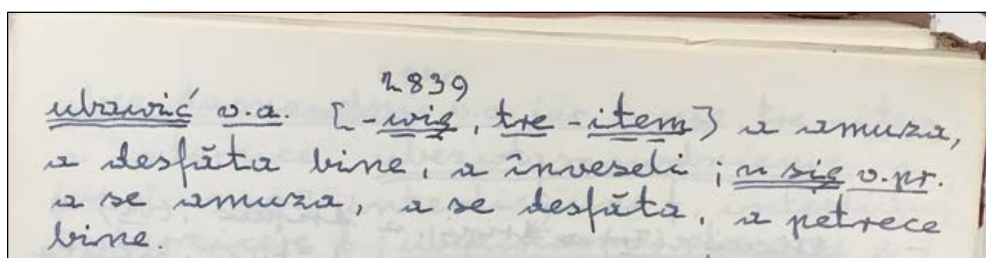 2839
ubawić v.a. [-wię, tre -item] a amuza,
a desfăta bine, a înveseli; u się v.pr.
a se amuza, a se desfăta, a petrece
bine.